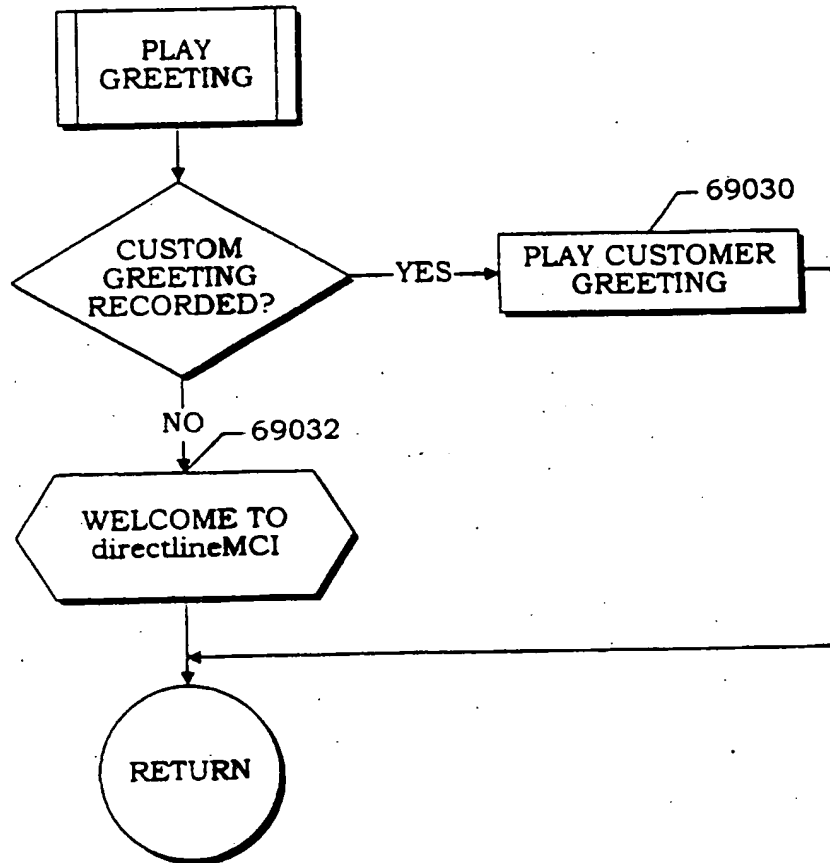 PLAY
GREETING
69030
CUSTOM
GREETING
RECORDED?
YES
PLAY CUSTOMER
GREETING
NO
69032
WELCOME TO
directlineMCI
RETURN